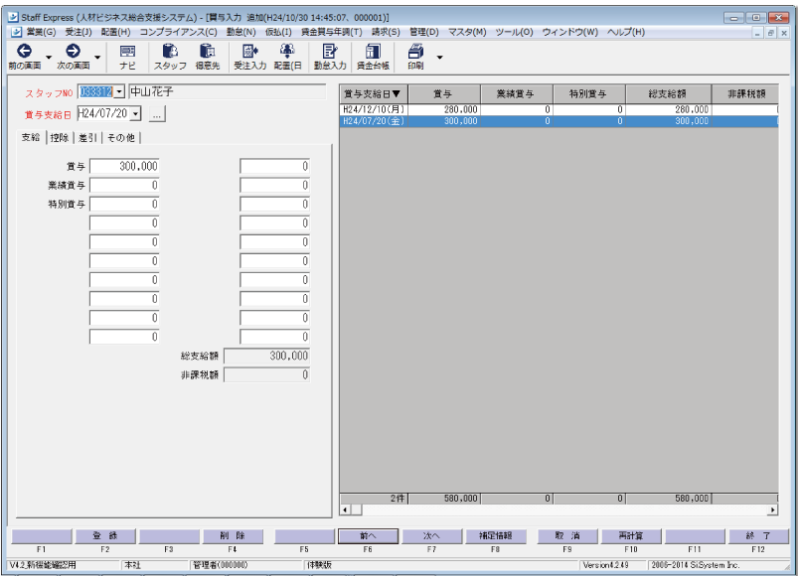 Staff Express (人材ビジネス総合支援システム) - [賞与入力 追加(H24/10/30 14:45:07. 000001)]
営業(G) 受注(J) 配置(H) コンプライアンス(C) 勤怠(N) 仮払(I) 賃金賞与年調(T) 請求(S) 管理(D) マスタ(M) ツール(O) ウィンドウ(W) ヘルプ(H)
前の画面 次の画面 ナビ スタッフ 得意先 受注入力 配置(日 勤怠入力 賃金台帳 印刷
スタッフNO 033312 中山花子
賞与支給日 H24/07/20 ...
支給 控除 差引 その他
賞与 300,000 0
業績賞与 0 0
特別賞与 0 0
0 0
0 0
0 0
0 0
0 0
0 0
0 0
総支給額 300,000
非課税額 0
賞与支給日▼ 賞与 業績賞与 特別賞与 総支給額 非課税額
H24/12/10(月) 280,000 0 0 280,000
H24/07/20(金) 300,000 0 0 300,000
2件 580,000 0 0 580,000
登録 削除 前へ 次へ 補足情報 取消 再計算 終了
F1 F2 F3 F4 F5 F6 F7 F8 F9 F10 F11 F12
V4.2_新機能確認用 本社 管理者(000000) 体験版 Version4.2.49 2005-2014 SiSystem Inc.